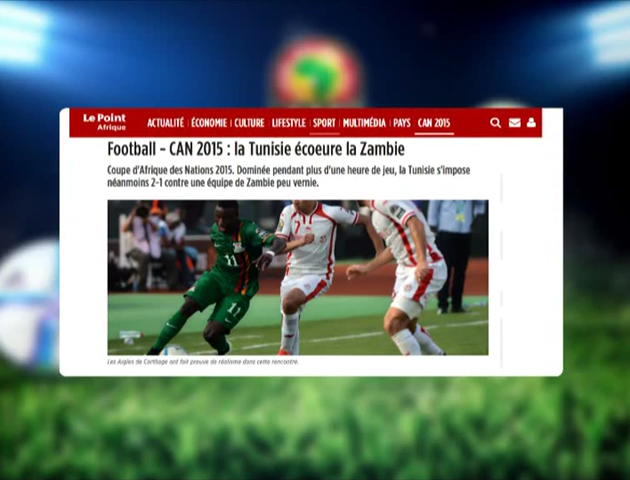 Le Point
Afrique
ACTUALITÉ | ÉCONOMIE | CULTURE LIFESTYLE | SPORT | MULTIMÉDIA | PAYS CAN 2015
Football - CAN 2015 : la Tunisie écoeure la Zambie
Coupe d'Afrique des Nations 2015. Dominée pendant plus d'une heure de jeu, la Tunisie s'impose
néanmoins 2-1 contre une équipe de Zambie peu vernie.
11
11
7
Les Aigles de Carthage ont fait preuve de réalisme dans cette rencontre.